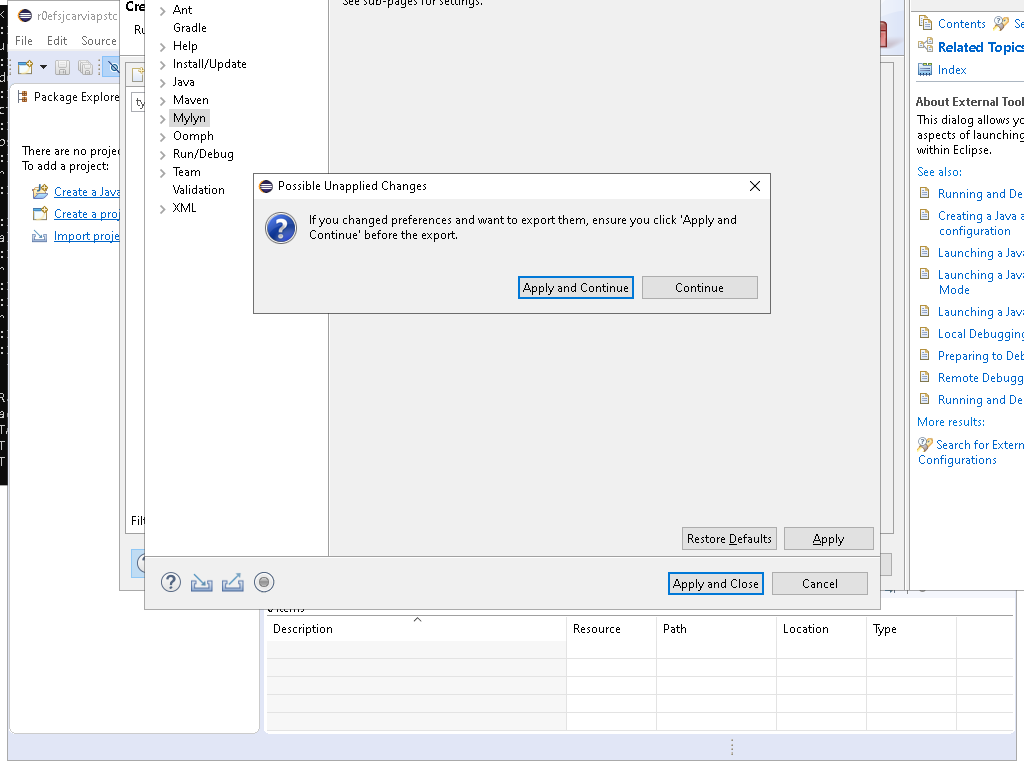 r0efsjcarviapstc
File Edit Source
Package Explore
There are no projec
To add a project:
Create a Java
Create a proj
Import proje
Cre
Ru
ty
Filt
Ant
Gradle
Help
Install/Update
Java
Maven
Mylyn
Oomph
Run/Debug
Team
Validation
XML
See sub-pages for settings.
Possible Unapplied Changes
If you changed preferences and want to export them, ensure you click 'Apply and
Continue' before the export.
Apply and Continue
Continue
Restore Defaults
Apply
Apply and Close
Cancel
0 items
Description Resource Path Location Type
Contents Se
Related Topics
Index
About External Tool
This dialog allows yo
aspects of launching
within Eclipse.
See also:
Running and De
Creating a Java a
configuration
Launching a Java
Launching a Java
Mode
Launching a Java
Local Debugging
Preparing to Deb
Remote Debugg
Running and De
More results:
Search for Extern
Configurations